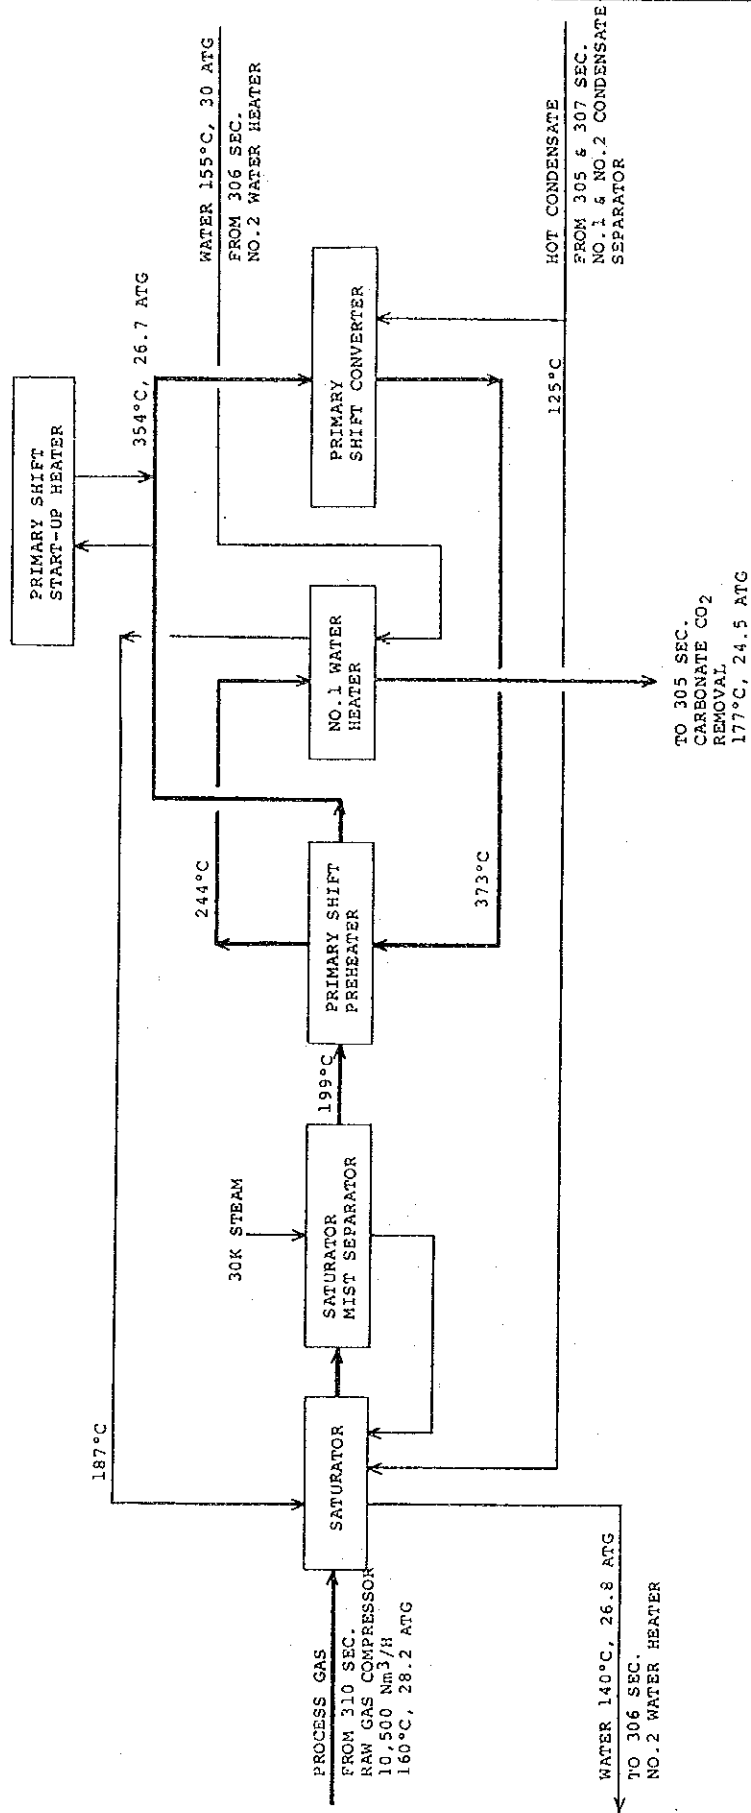 PRIMARY SHIFT
START-UP HEATER
354°C, 26.7 ATG
WATER 155°C, 30 ATG
FROM 306 SEC.
NO.2 WATER HEATER
187°C
244°C
30K STEAM
PROCESS GAS
FROM 310 SEC.
RAW GAS COMPRESSOR
10,500 Nm3/H
160°C, 28.2 ATG
SATURATOR
SATURATOR
MIST SEPARATOR
199°C
PRIMARY SHIFT
PREHEATER
NO.1 WATER
HEATER
PRIMARY
SHIFT CONVERTER
373°C
125°C
HOT CONDENSATE
FROM 305 & 307 SEC.
NO.1 & NO.2 CONDENSATE
SEPARATOR
WATER 140°C, 26.8 ATG
TO 306 SEC.
NO.2 WATER HEATER
TO 305 SEC.
CARBONATE CO2
REMOVAL
177°C, 24.5 ATG